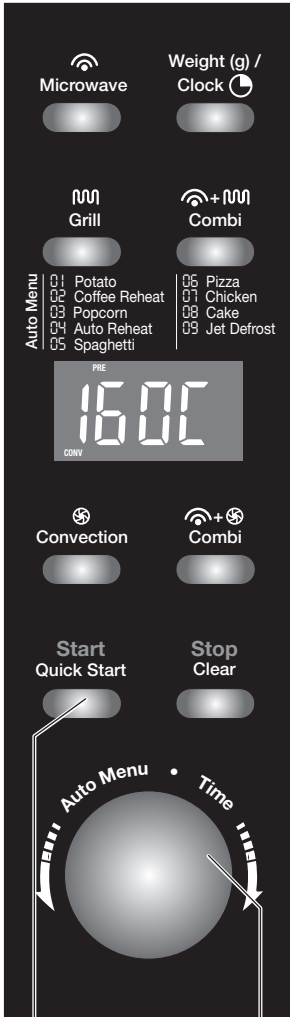 Microwave
Weight (g) /
Clock
Grill
+
Combi
Auto Menu
01 Potato
02 Coffee Reheat
03 Popcorn
04 Auto Reheat
05 Spaghetti
06 Pizza
07 Chicken
08 Cake
09 Jet Defrost
PRE
160C
CONV
Convection
+
Combi
Start
Quick Start
Stop
Clear
Auto Menu • Time